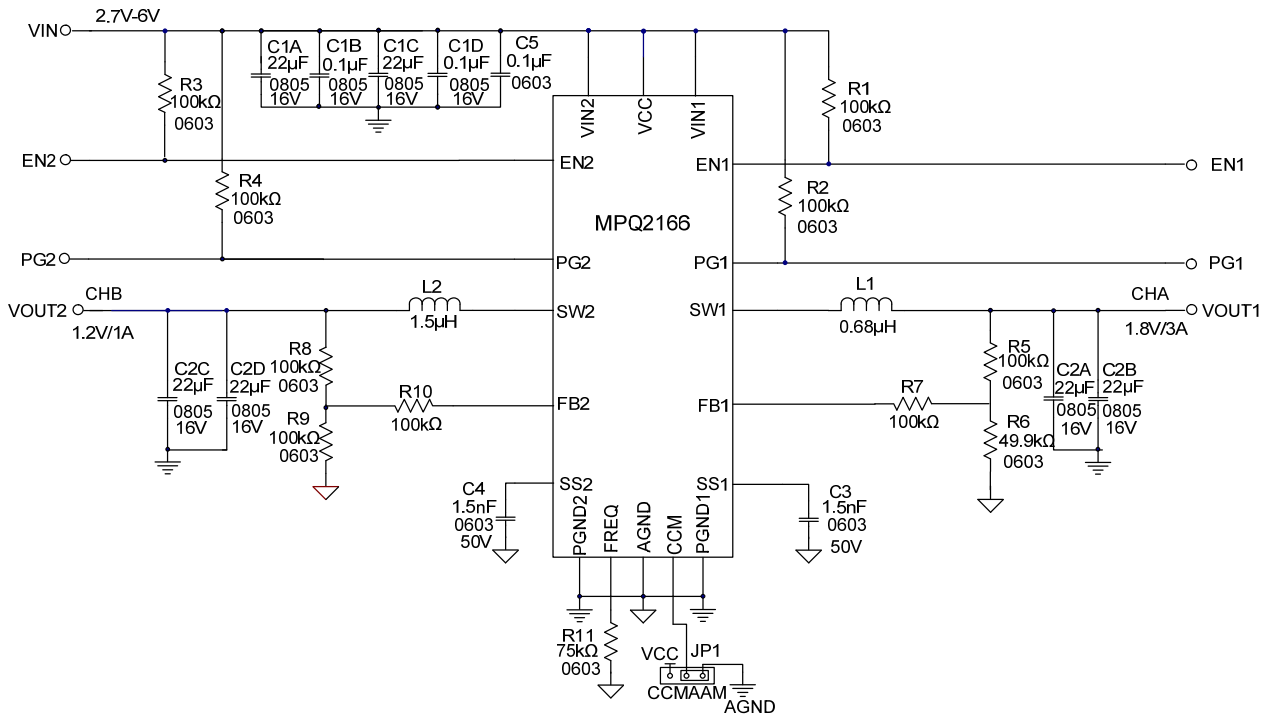 2.7V-6V
VIN
C1A
22µF
0805
16V
C1B
0.1µF
0805
16V
C1C
22µF
0805
16V
C1D
0.1µF
0805
16V
C5
0.1µF
0603
R3
100kΩ
0603
R1
100kΩ
0603
VIN2
VCC
VIN1
EN2
EN2
EN1
EN1
R4
100kΩ
0603
R2
100kΩ
0603
MPQ2166
PG2
PG2
PG1
PG1
VOUT2
CHB
1.2V/1A
L2
1.5µH
SW2
SW1
L1
0.68µH
CHA
1.8V/3A
VOUT1
C2C
22µF
0805
16V
C2D
22µF
0805
16V
R8
100kΩ
0603
R9
100kΩ
0603
R10
100kΩ
FB2
FB1
R7
100kΩ
R5
100kΩ
0603
R6
49.9kΩ
0603
C2A
22µF
0805
16V
C2B
22µF
0805
16V
C4
1.5nF
0603
50V
SS2
SS1
C3
1.5nF
0603
50V
PGND2
FREQ
AGND
CCM
PGND1
R11
75kΩ
0603
VCC
JP1
CCMAAM
AGND